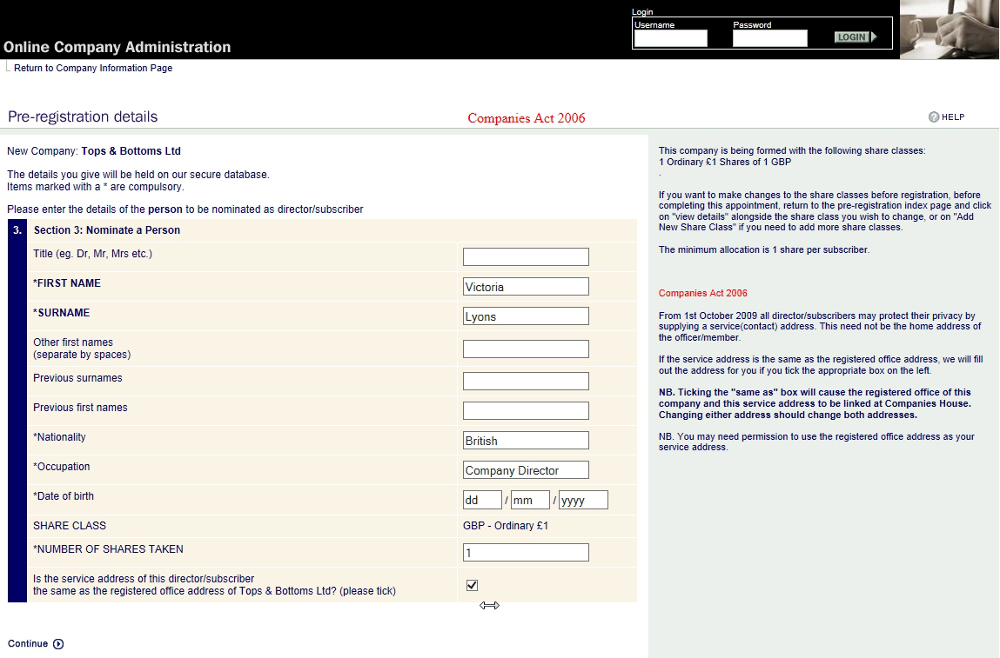 Login
Username Password
LOGIN
Online Company Administration
Return to Company Information Page
Pre-registration details
Companies Act 2006
? HELP
New Company: Tops & Bottoms Ltd
The details you give will be held on our secure database.
Items marked with a * are compulsory.
Please enter the details of the person to be nominated as director/subscriber
3. Section 3: Nominate a Person
Title (eg. Dr, Mr, Mrs etc.)
*FIRST NAME Victoria
*SURNAME Lyons
Other first names
(separate by spaces)
Previous surnames
Previous first names
*Nationality British
*Occupation Company Director
*Date of birth dd / mm / yyyy
SHARE CLASS GBP - Ordinary £1
*NUMBER OF SHARES TAKEN 1
Is the service address of this director/subscriber
the same as the registered office address of Tops & Bottoms Ltd? (please tick)
Continue
This company is being formed with the following share classes:
1 Ordinary £1 Shares of 1 GBP
.
If you want to make changes to the share classes before registration, before
completing this appointment, return to the pre-registration index page and click
on "view details" alongside the share class you wish to change, or on "Add
New Share Class" if you need to add more share classes.
The minimum allocation is 1 share per subscriber.
Companies Act 2006
From 1st October 2009 all director/subscribers may protect their privacy by
supplying a service(contact) address. This need not be the home address of
the officer/member.
If the service address is the same as the registered office address, we will fill
out the address for you if you tick the appropriate box on the left.
NB. Ticking the "same as" box will cause the registered office of this
company and this service address to be linked at Companies House.
Changing either address should change both addresses.
NB. You may need permission to use the registered office address as your
service address.